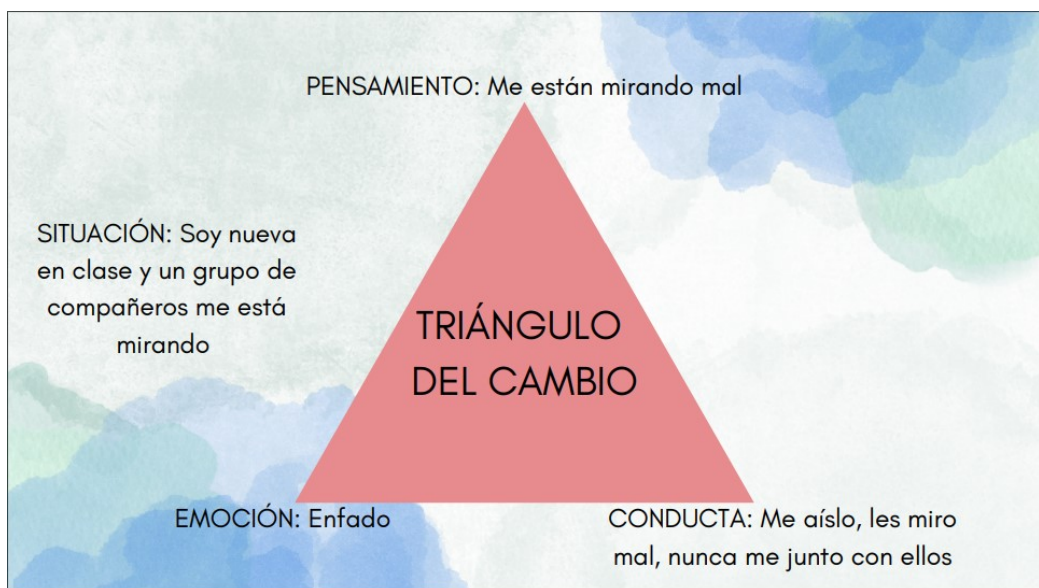 PENSAMIENTO: Me están mirando mal
SITUACIÓN: Soy nueva
en clase y un grupo de
compañeros me está
mirando
TRIÁNGULO
DEL CAMBIO
EMOCIÓN: Enfado
CONDUCTA: Me aíslo, les miro
mal, nunca me junto con ellos